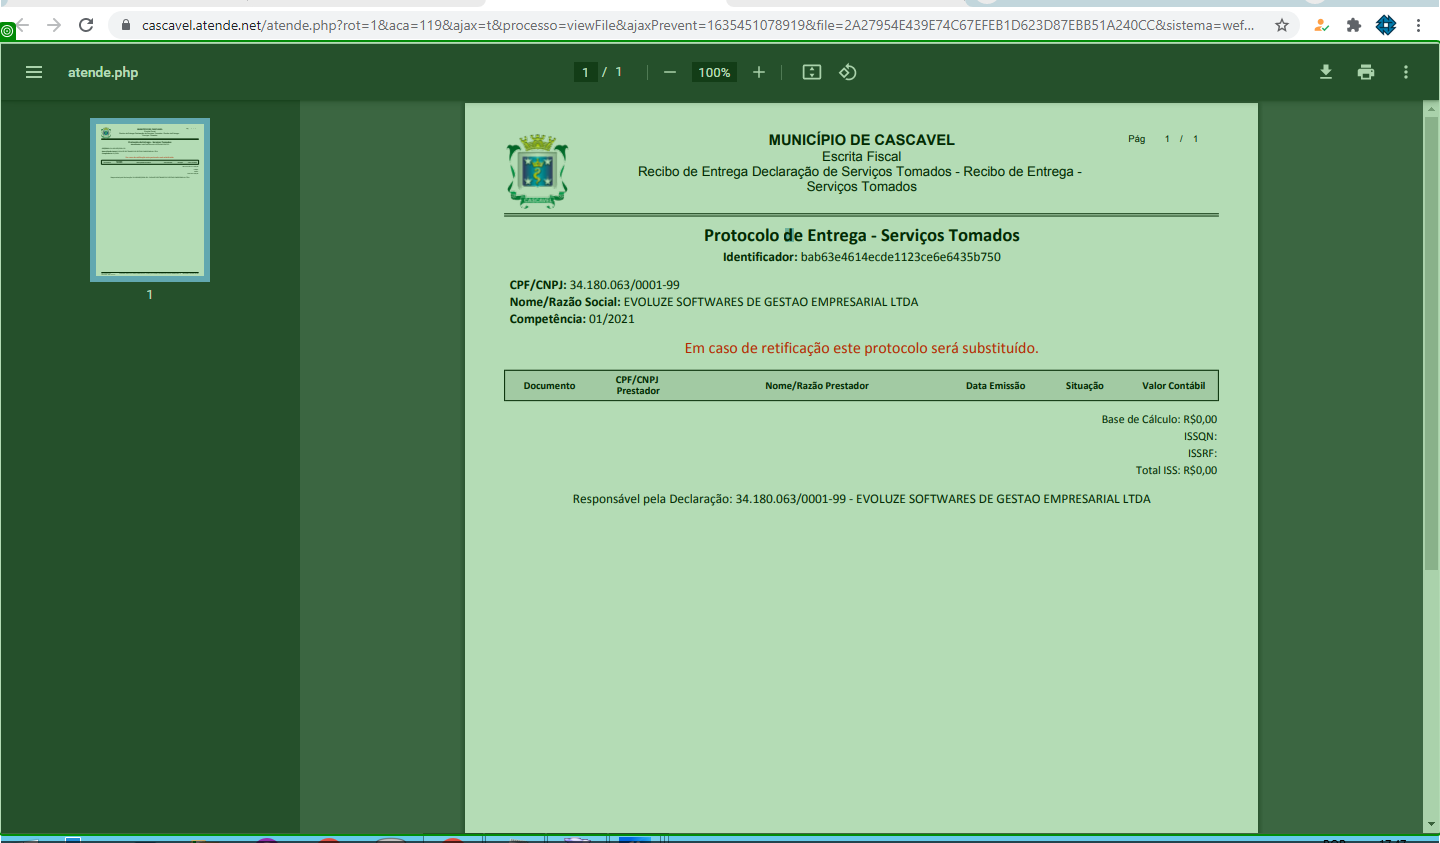 cascavel.atende.net/atende.php?rot=1&aca=119&ajax=t&processo=viewFile&ajaxPrevent=1635451078919&file=2A27954E439E74C67EFEB1D623D87EBB51A240CC&sistema=wef...
atende.php
1 / 1
100%
1
MUNICÍPIO DE CASCAVEL
Pág 1 / 1
Escrita Fiscal
Recibo de Entrega Declaração de Serviços Tomados - Recibo de Entrega -
Serviços Tomados
CASCAVEL
Protocolo de Entrega - Serviços Tomados
Identificador: bab63e4614ecde1123ce6e6435b750
CPF/CNPJ: 34.180.063/0001-99
Nome/Razão Social: EVOLUZE SOFTWARES DE GESTAO EMPRESARIAL LTDA
Competência: 01/2021
Em caso de retificação este protocolo será substituído.
Documento CPF/CNPJ Prestador Nome/Razão Prestador Data Emissão Situação Valor Contábil
Base de Cálculo: R$0,00
ISSQN:
ISSRF:
Total ISS: R$0,00
Responsável pela Declaração: 34.180.063/0001-99 - EVOLUZE SOFTWARES DE GESTAO EMPRESARIAL LTDA